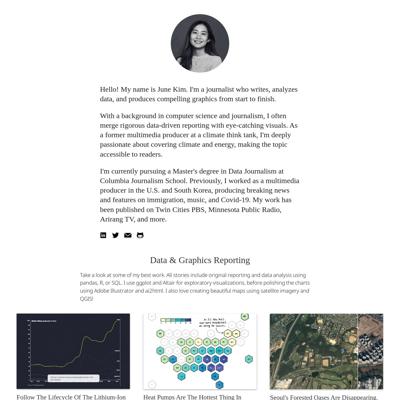 Hello! My name is June Kim. I'm a journalist who writes, analyzes
data, and produces compelling graphics from start to finish.
With a background in computer science and journalism, I often
merge rigorous data-driven reporting with eye-catching visuals. As
a former multimedia producer at a climate think tank, I'm deeply
passionate about covering climate and energy, making the topic
accessible to readers.
I'm currently pursuing a Master's degree in Data Journalism at
Columbia Journalism School. Previously, I worked as a multimedia
producer in the U.S. and South Korea, producing breaking news
and features on immigration, music, and Covid-19. My work has
been published on Twin Cities PBS, Minnesota Public Radio,
Arirang TV, and more.
Data & Graphics Reporting
Take a look at some of my best work. All stories include original reporting and data analysis using
pandas, R, or SQL. I use ggplot and Altair for exploratory visualizations, before polishing the charts
using Adobe Illustrator and ai2html. I also love creating beautiful maps using satellite imagery and
QGIS!
Follow The Lifecycle Of The Lithium-Ion
Heat Pumps Are The Hottest Thing In
Seoul's Forested Oases Are Disappearing.